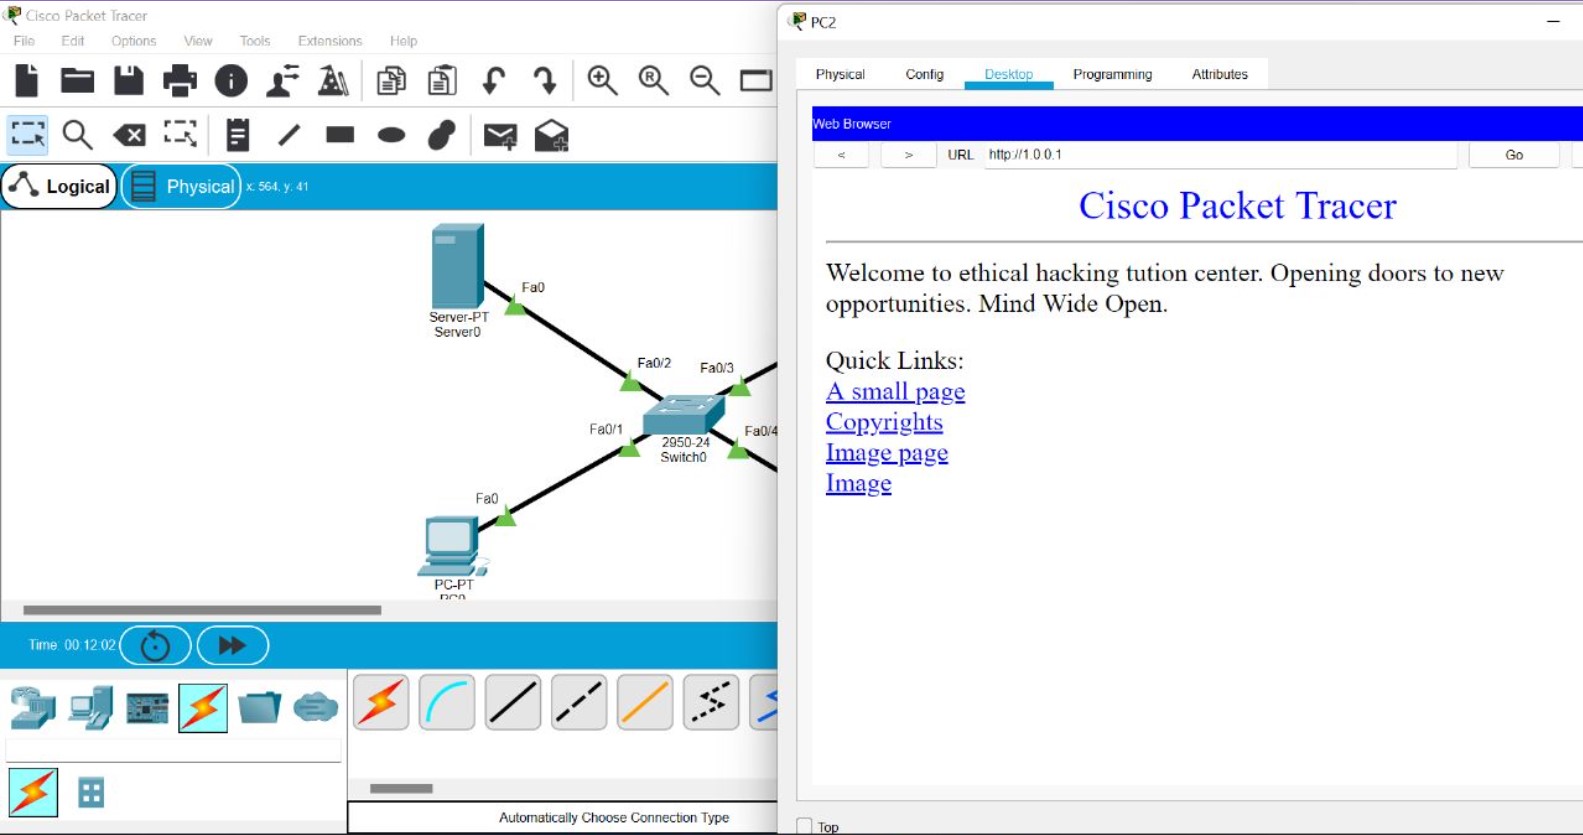 Cisco Packet Tracer
File Edit Options View Tools Extensions Help
Logical
Physical
x: 564, y: 41
Fa0
Server-PT
Server0
Fa0/2
Fa0/3
Fa0/1
2950-24
Switch0
Fa0/4
Fa0
PC-PT
PC0
Time: 00:12:02
Automatically Choose Connection Type
PC2
Physical Config Desktop Programming Attributes
Web Browser
< > URL http://1.0.0.1 Go
Cisco Packet Tracer
Welcome to ethical hacking tution center. Opening doors to new
opportunities. Mind Wide Open.
Quick Links:
A small page
Copyrights
Image page
Image
Top